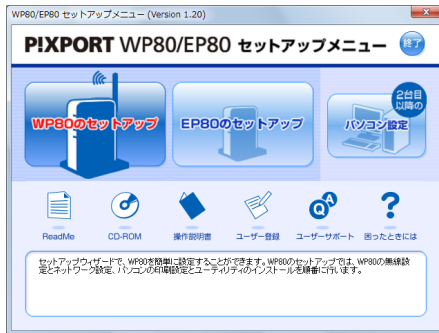 WP80/EP80 セットアップメニュー (Version 1.20)
PIXPORT WP80/EP80 セットアップメニュー
終了
WP80のセットアップ
EP80のセットアップ
2台目
以降の
パソコン設定
ReadMe
CD-ROM
操作説明書
ユーザー登録
ユーザーサポート
困ったときには
セットアップウィザードで、WP80を簡単に設定することができます。WP80のセットアップでは、WP80の無線設
定とネットワーク設定、パソコンの印刷設定とユーティリティのインストールを順番に行います。